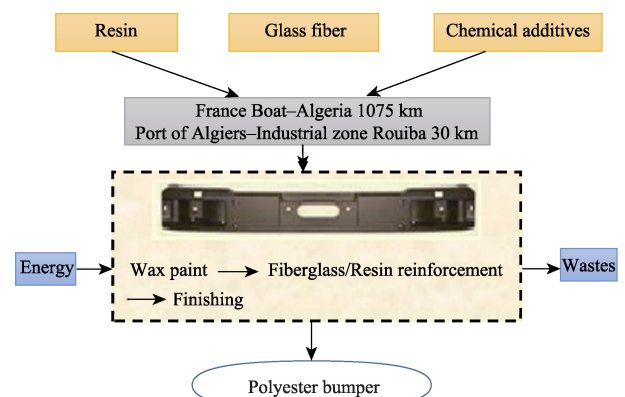 Resin
Glass fiber
Chemical additives
France Boat–Algeria 1075 km
Port of Algiers–Industrial zone Rouiba 30 km
Energy
Wax paint
Fiberglass/Resin reinforcement
Wastes
Finishing
Polyester bumper